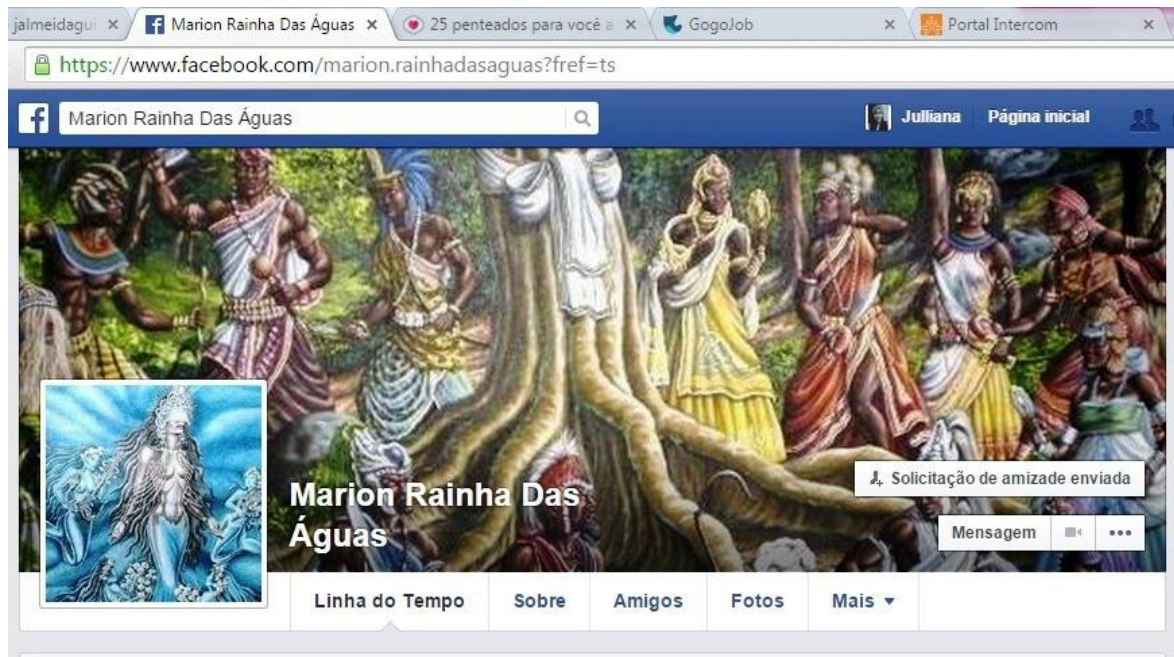 jalmeidagui
Marion Rainha Das Águas
25 penteados para você a
GogoJob
Portal Intercom
https://www.facebook.com/marion.rainhadasaguas?fref=ts
Marion Rainha Das Águas
Julliana
Página inicial
Solicitação de amizade enviada
Marion Rainha Das
Águas
Mensagem
Linha do Tempo
Sobre
Amigos
Fotos
Mais